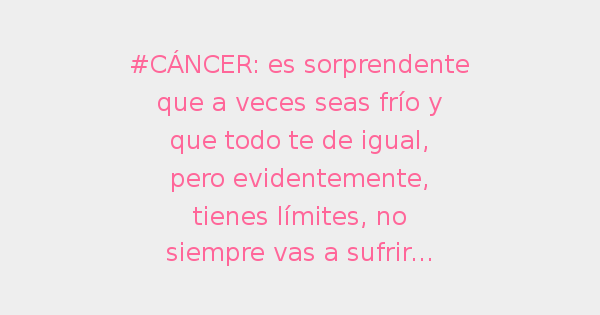 #CÁNCER: es sorprendente
que a veces seas frío y
que todo te de igual,
pero evidentemente,
tienes límites, no
siempre vas a sufrir...